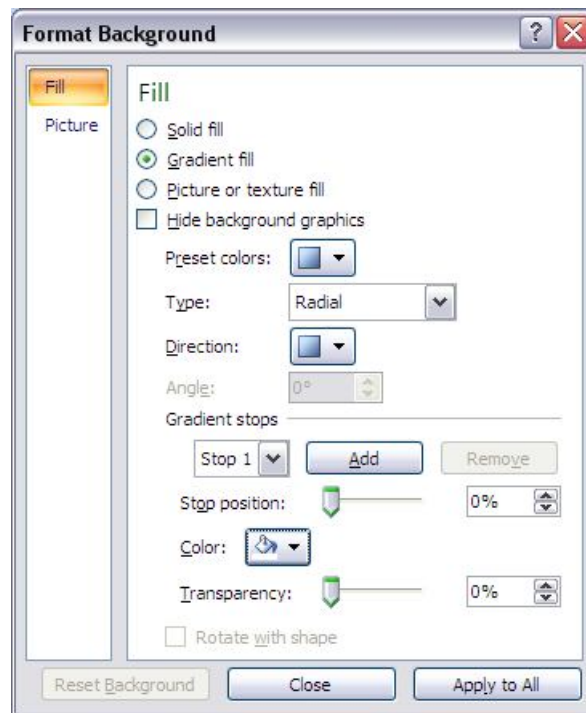 Format Background
?
Fill
Picture
Fill
Solid fill
Gradient fill
Picture or texture fill
Hide background graphics
Preset colors:
Type: Radial
Direction:
Angle: 0°
Gradient stops
Stop 1 Add Remove
Stop position: 0%
Color:
Transparency: 0%
Rotate with shape
Reset Background Close Apply to All